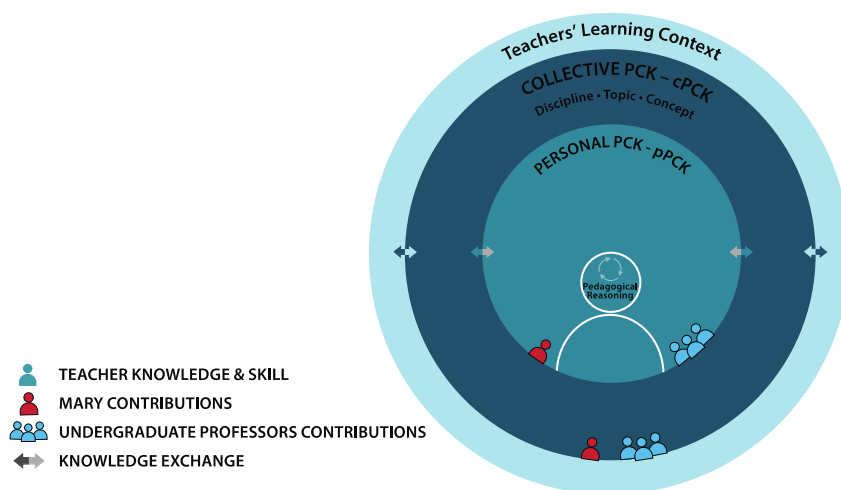 Teachers' Learning Context
COLLECTIVE PCK – cPCK
Discipline • Topic • Concept
PERSONAL PCK - pPCK
Pedagogical
Reasoning
TEACHER KNOWLEDGE & SKILL
MARY CONTRIBUTIONS
UNDERGRADUATE PROFESSORS CONTRIBUTIONS
KNOWLEDGE EXCHANGE